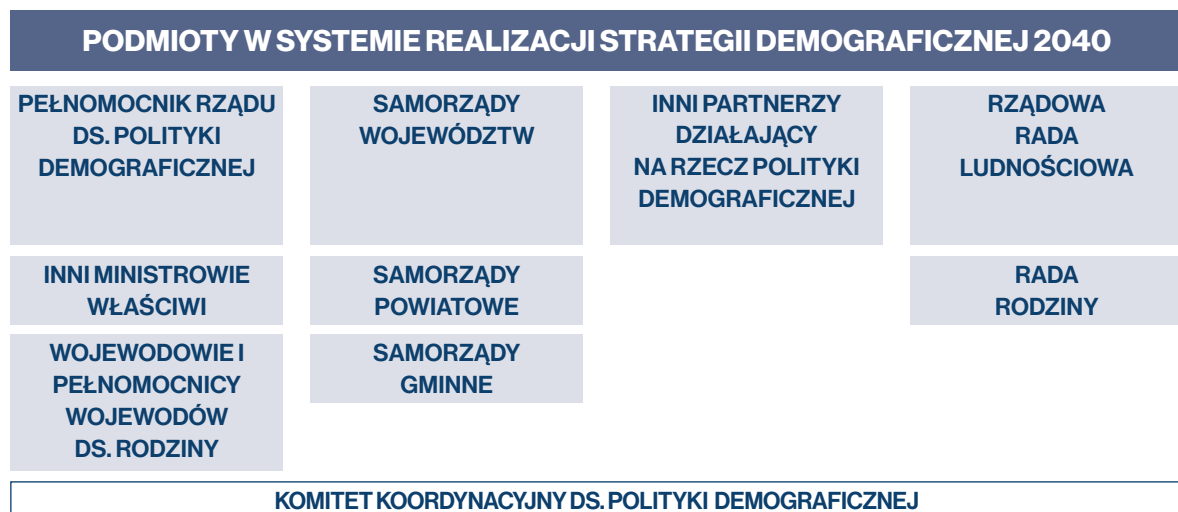 PODMIOTY W SYSTEMIE REALIZACJI STRATEGII DEMOGRAFICZNEJ 2040
PEŁNOMOCNIK RZĄDU
DS. POLITYKI
DEMOGRAFICZNEJ
SAMORZĄDY
WOJEWÓDZTW
INNI PARTNERZY
DZIAŁAJĄCY
NA RZECZ POLITYKI
DEMOGRAFICZNEJ
RZĄDOWA
RADA
LUDNOŚCIOWA
INNI MINISTROWIE
WŁAŚCIWI
SAMORZĄDY
POWIATOWE
RADA
RODZINY
WOJEWODOWIE I
PEŁNOMOCNICY
WOJEWODÓW
DS. RODZINY
SAMORZĄDY
GMINNE
KOMITET KOORDYNACYJNY DS. POLITYKI DEMOGRAFICZNEJ